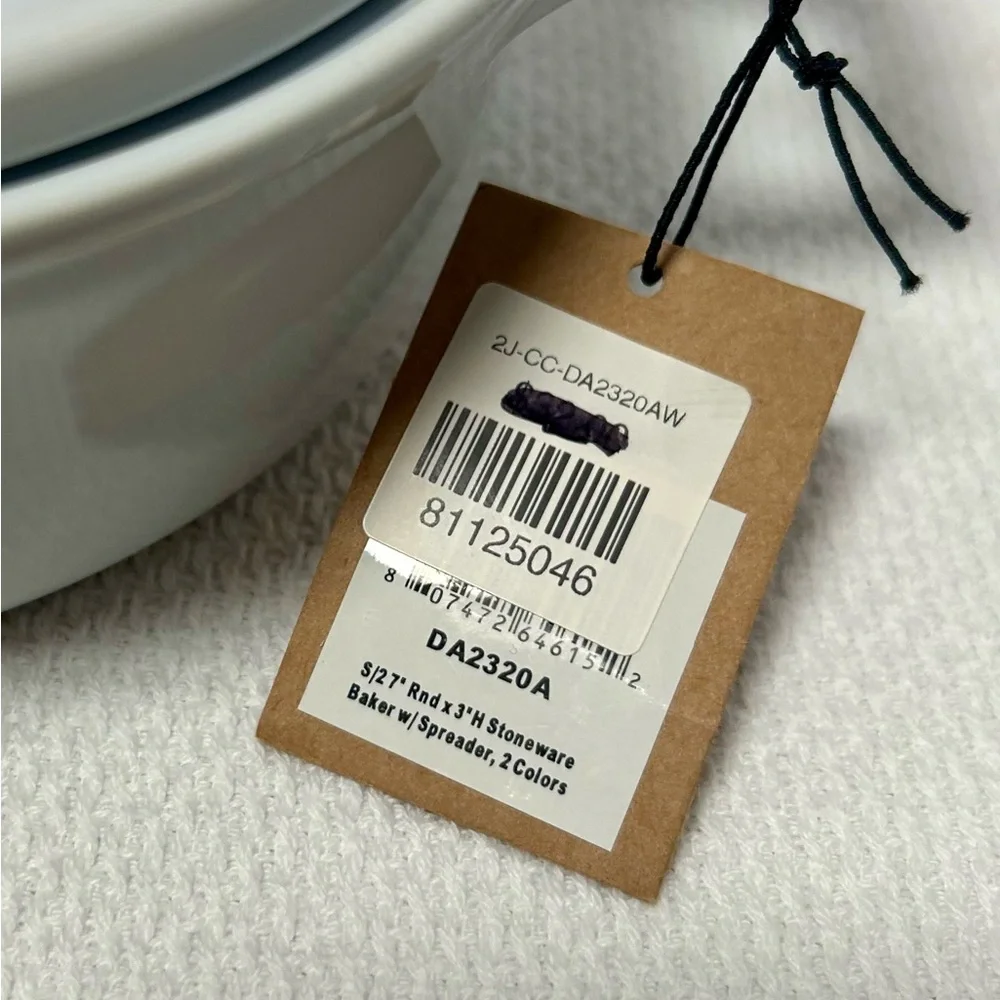 2J-CC-DA2320AW
81125046
8 07472 64615 2
DA2320A
S/2 7" Rnd x 3"H Stoneware
Baker w/ Spreader, 2 Colors